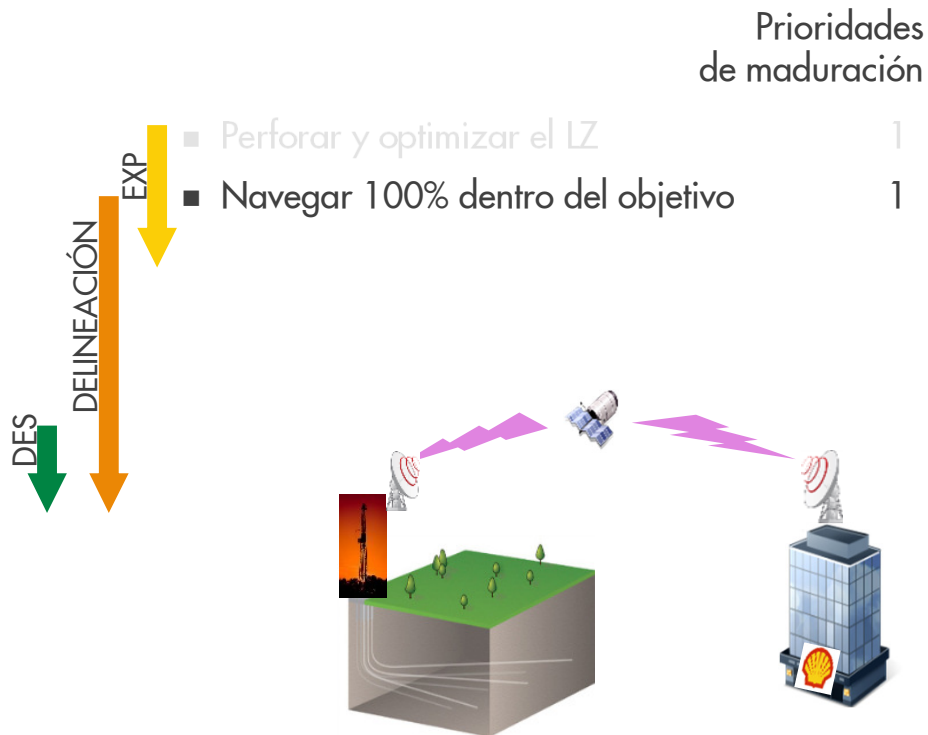 Prioridades
de maduración
▪ Perforar y optimizar el LZ 1
▪ Navegar 100% dentro del objetivo 1
EXP
DELINEACIÓN
DES